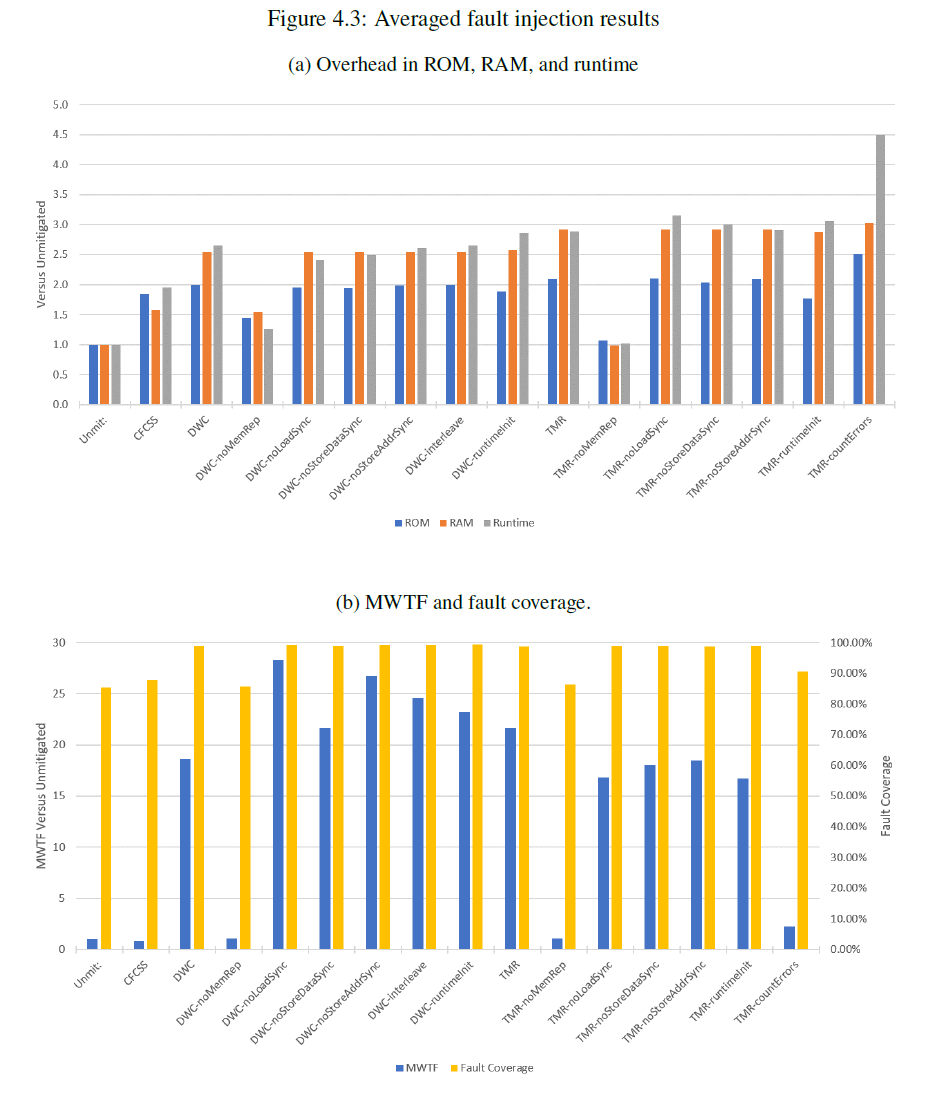 Figure 4.3: Averaged fault injection results
(a) Overhead in ROM, RAM, and runtime
5.0
4.5
4.0
3.5
3.0
2.5
2.0
1.5
1.0
0.5
0.0
Versus Unmitigated
Unmit:
CFCSS
DWC
DWC-noMemRep
DWC-noLoadSync
DWC-noStoreDataSync
DWC-noStoreAddrSync
DWC-interleave
DWC-runtimeInit
TMR
TMR-noMemRep
TMR-noLoadSync
TMR-noStoreDataSync
TMR-noStoreAddrSync
TMR-runtimeInit
TMR-countErrors
ROM RAM Runtime
(b) MWTF and fault coverage.
30
25
20
15
10
5
0
MWTF Versus Unmitigated
100.00%
90.00%
80.00%
70.00%
60.00%
50.00%
40.00%
30.00%
20.00%
10.00%
0.00%
Fault Coverage
Unmit:
CFCSS
DWC
DWC-noMemRep
DWC-noLoadSync
DWC-noStoreDataSync
DWC-noStoreAddrSync
DWC-interleave
DWC-runtimeInit
TMR
TMR-noMemRep
TMR-noLoadSync
TMR-noStoreDataSync
TMR-noStoreAddrSync
TMR-runtimeInit
TMR-countErrors
MWTF Fault Coverage